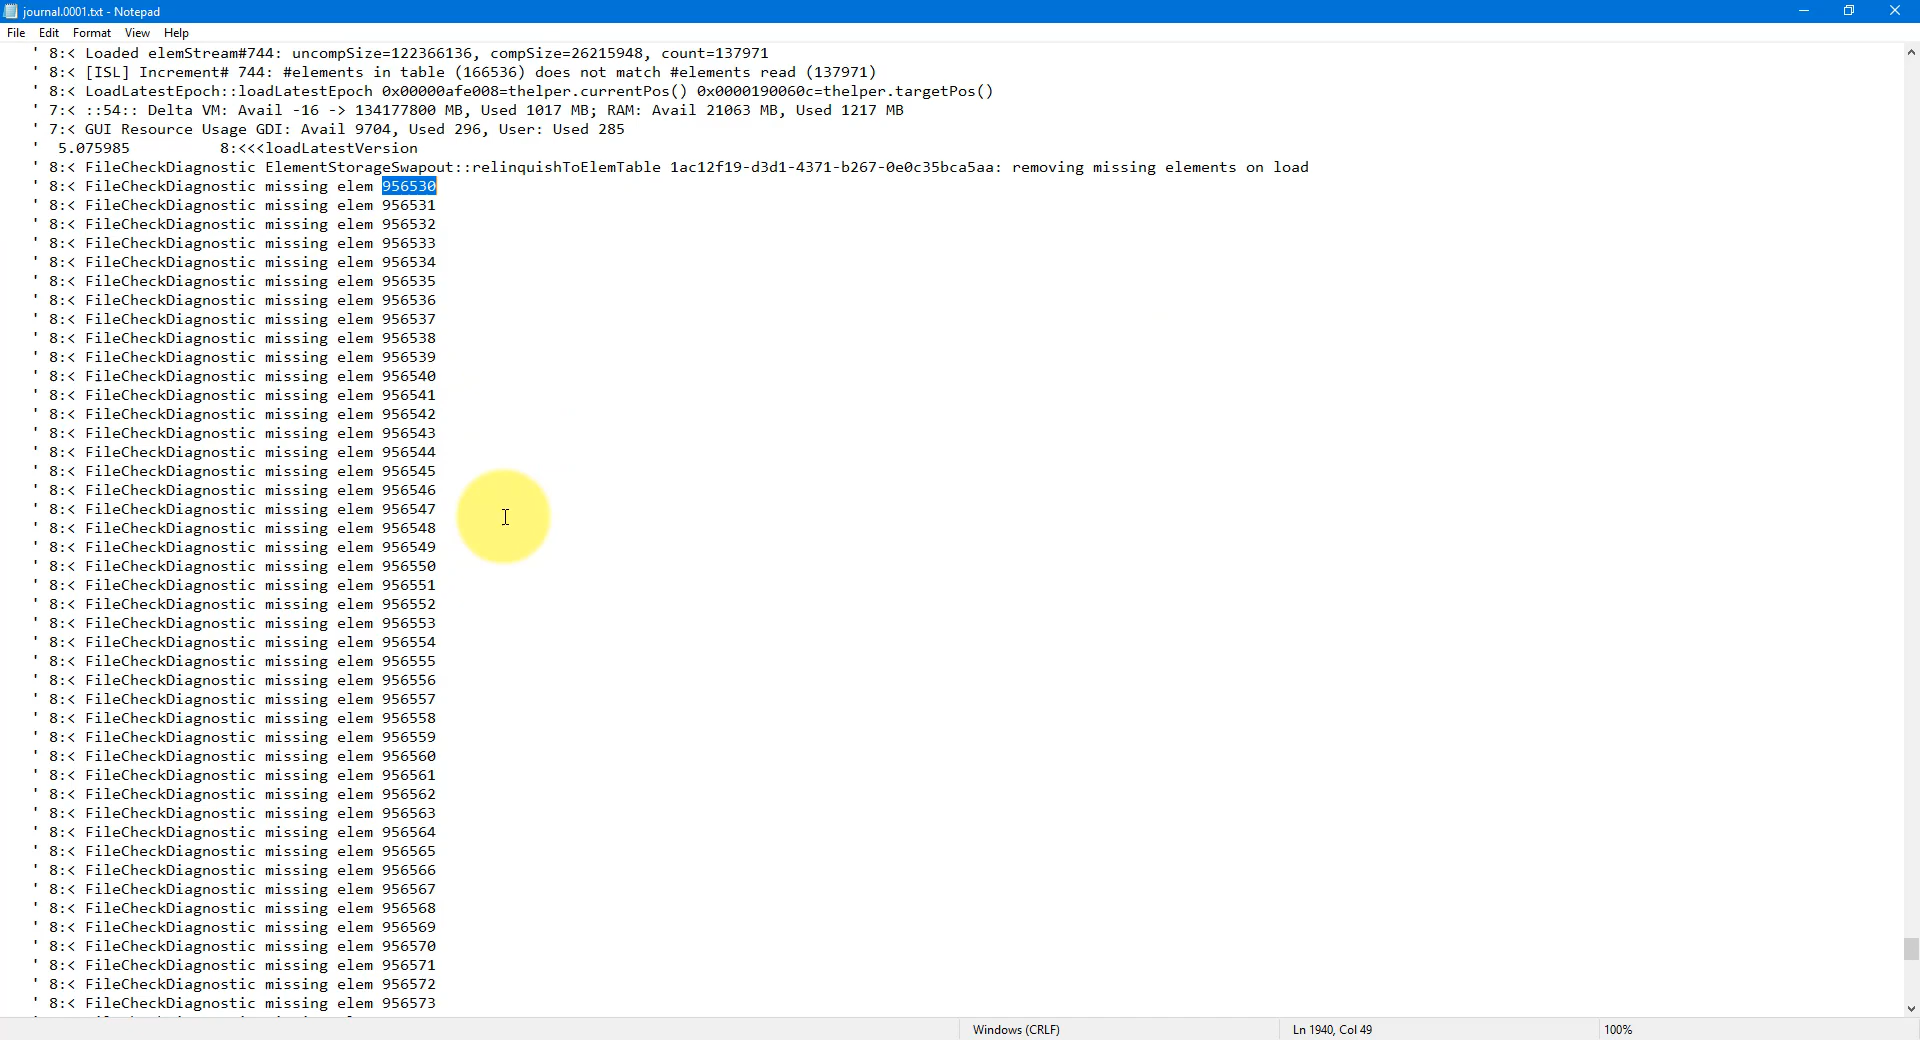 journal.0001.txt - Notepad
File Edit Format View Help
' 8:< Loaded elemStream#744: uncompSize=122366136, compSize=26215948, count=137971
' 8:< [ISL] Increment# 744: #elements in table (166536) does not match #elements read (137971)
' 8:< LoadLatestEpoch::loadLatestEpoch 0x00000afe008=thelper.currentPos() 0x0000190060c=thelper.targetPos()
' 7:< ::54:: Delta VM: Avail -16 -> 134177800 MB, Used 1017 MB; RAM: Avail 21063 MB, Used 1217 MB
' 7:< GUI Resource Usage GDI: Avail 9704, Used 296, User: Used 285
' 5.075985 8:<<<loadLatestVersion
' 8:< FileCheckDiagnostic ElementStorageSwapout::relinquishToElemTable 1ac12f19-d3d1-4371-b267-0e0c35bca5aa: removing missing elements on load
' 8:< FileCheckDiagnostic missing elem 956530
' 8:< FileCheckDiagnostic missing elem 956531
' 8:< FileCheckDiagnostic missing elem 956532
' 8:< FileCheckDiagnostic missing elem 956533
' 8:< FileCheckDiagnostic missing elem 956534
' 8:< FileCheckDiagnostic missing elem 956535
' 8:< FileCheckDiagnostic missing elem 956536
' 8:< FileCheckDiagnostic missing elem 956537
' 8:< FileCheckDiagnostic missing elem 956538
' 8:< FileCheckDiagnostic missing elem 956539
' 8:< FileCheckDiagnostic missing elem 956540
' 8:< FileCheckDiagnostic missing elem 956541
' 8:< FileCheckDiagnostic missing elem 956542
' 8:< FileCheckDiagnostic missing elem 956543
' 8:< FileCheckDiagnostic missing elem 956544
' 8:< FileCheckDiagnostic missing elem 956545
' 8:< FileCheckDiagnostic missing elem 956546
' 8:< FileCheckDiagnostic missing elem 956547
' 8:< FileCheckDiagnostic missing elem 956548
' 8:< FileCheckDiagnostic missing elem 956549
' 8:< FileCheckDiagnostic missing elem 956550
' 8:< FileCheckDiagnostic missing elem 956551
' 8:< FileCheckDiagnostic missing elem 956552
' 8:< FileCheckDiagnostic missing elem 956553
' 8:< FileCheckDiagnostic missing elem 956554
' 8:< FileCheckDiagnostic missing elem 956555
' 8:< FileCheckDiagnostic missing elem 956556
' 8:< FileCheckDiagnostic missing elem 956557
' 8:< FileCheckDiagnostic missing elem 956558
' 8:< FileCheckDiagnostic missing elem 956559
' 8:< FileCheckDiagnostic missing elem 956560
' 8:< FileCheckDiagnostic missing elem 956561
' 8:< FileCheckDiagnostic missing elem 956562
' 8:< FileCheckDiagnostic missing elem 956563
' 8:< FileCheckDiagnostic missing elem 956564
' 8:< FileCheckDiagnostic missing elem 956565
' 8:< FileCheckDiagnostic missing elem 956566
' 8:< FileCheckDiagnostic missing elem 956567
' 8:< FileCheckDiagnostic missing elem 956568
' 8:< FileCheckDiagnostic missing elem 956569
' 8:< FileCheckDiagnostic missing elem 956570
' 8:< FileCheckDiagnostic missing elem 956571
' 8:< FileCheckDiagnostic missing elem 956572
' 8:< FileCheckDiagnostic missing elem 956573
Windows (CRLF) Ln 1940, Col 49 100%